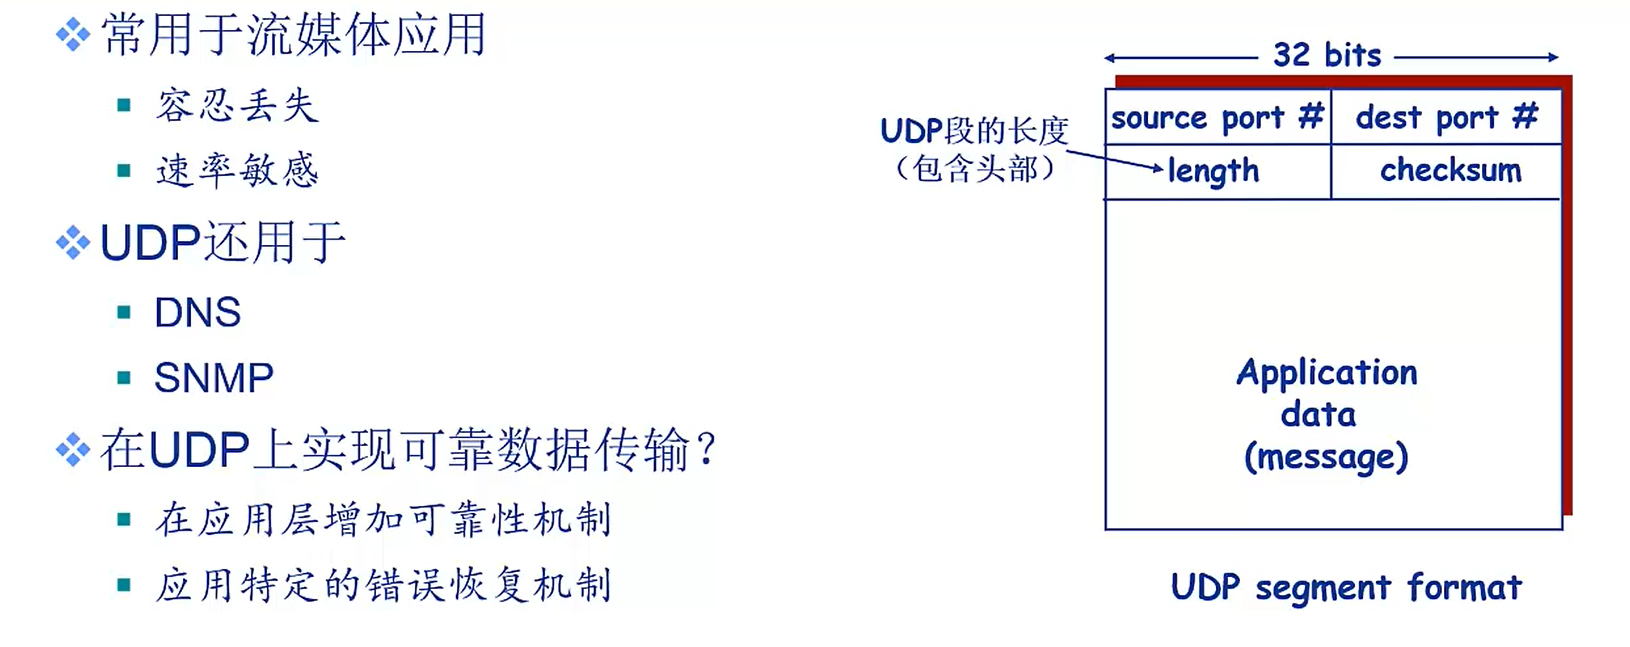 常用于流媒体应用
容忍丢失
速率敏感
UDP还用于
DNS
SNMP
在UDP上实现可靠数据传输?
在应用层增加可靠性机制
应用特定的错误恢复机制
32 bits
UDP段的长度
(包含头部)
source port #
dest port #
length
checksum
Application
data
(message)
UDP segment format